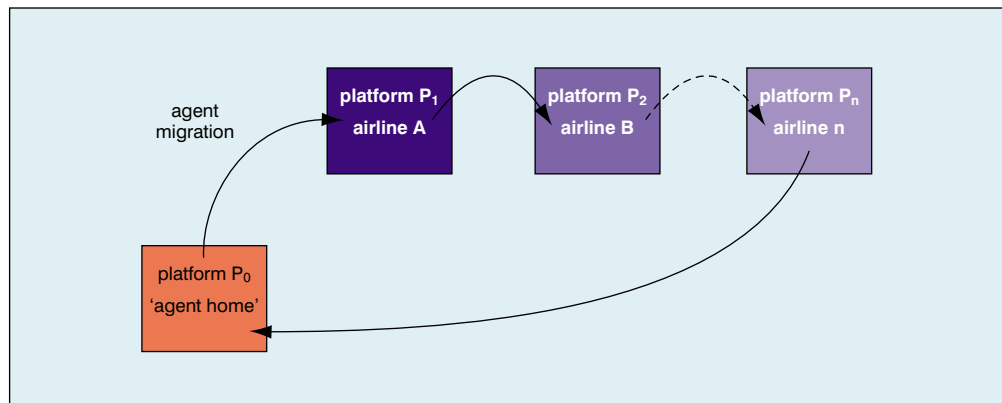 agent
migration
platform P₁
airline A
platform P₂
airline B
platform Pₙ
airline n
platform P₀
‘agent home’